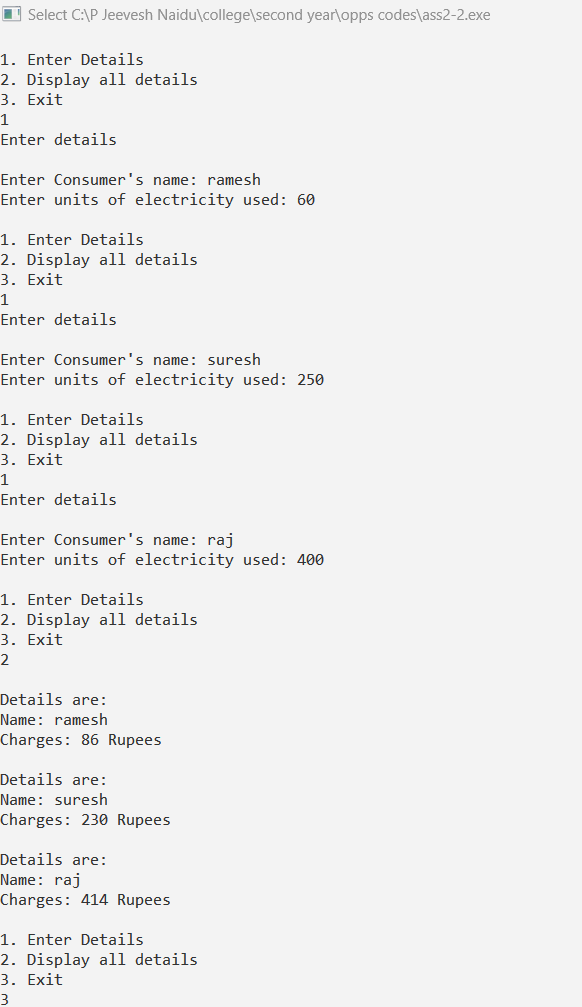 Select C:\P Jeevesh Naidu\college\second year\opps codes\ass2-2.exe
1. Enter Details
2. Display all details
3. Exit
1
Enter details
Enter Consumer's name: ramesh
Enter units of electricity used: 60
1. Enter Details
2. Display all details
3. Exit
1
Enter details
Enter Consumer's name: suresh
Enter units of electricity used: 250
1. Enter Details
2. Display all details
3. Exit
1
Enter details
Enter Consumer's name: raj
Enter units of electricity used: 400
1. Enter Details
2. Display all details
3. Exit
2
Details are:
Name: ramesh
Charges: 86 Rupees
Details are:
Name: suresh
Charges: 230 Rupees
Details are:
Name: raj
Charges: 414 Rupees
1. Enter Details
2. Display all details
3. Exit
3